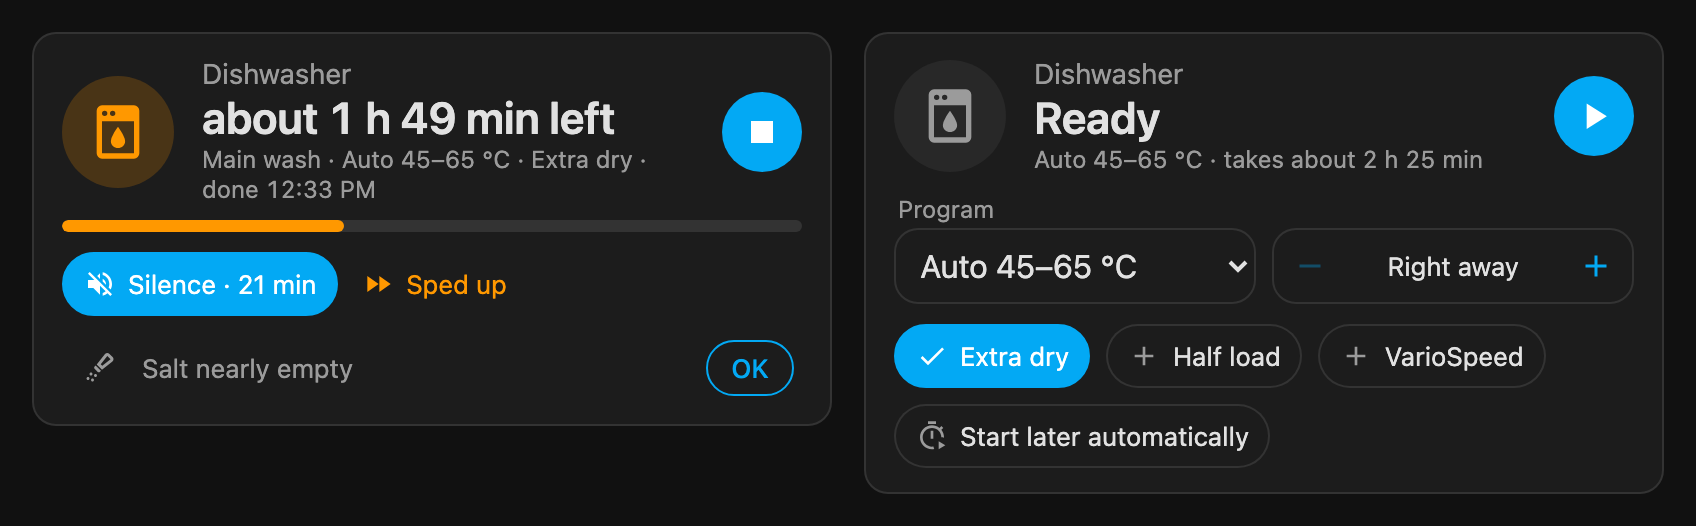 Dishwasher
about 1 h 49 min left
Main wash · Auto 45–65 °C · Extra dry ·
done 12:33 PM
Silence · 21 min
Sped up
Salt nearly empty
OK
Dishwasher
Ready
Auto 45–65 °C · takes about 2 h 25 min
Program
Auto 45–65 °C
Right away
Extra dry
Half load
VarioSpeed
Start later automatically